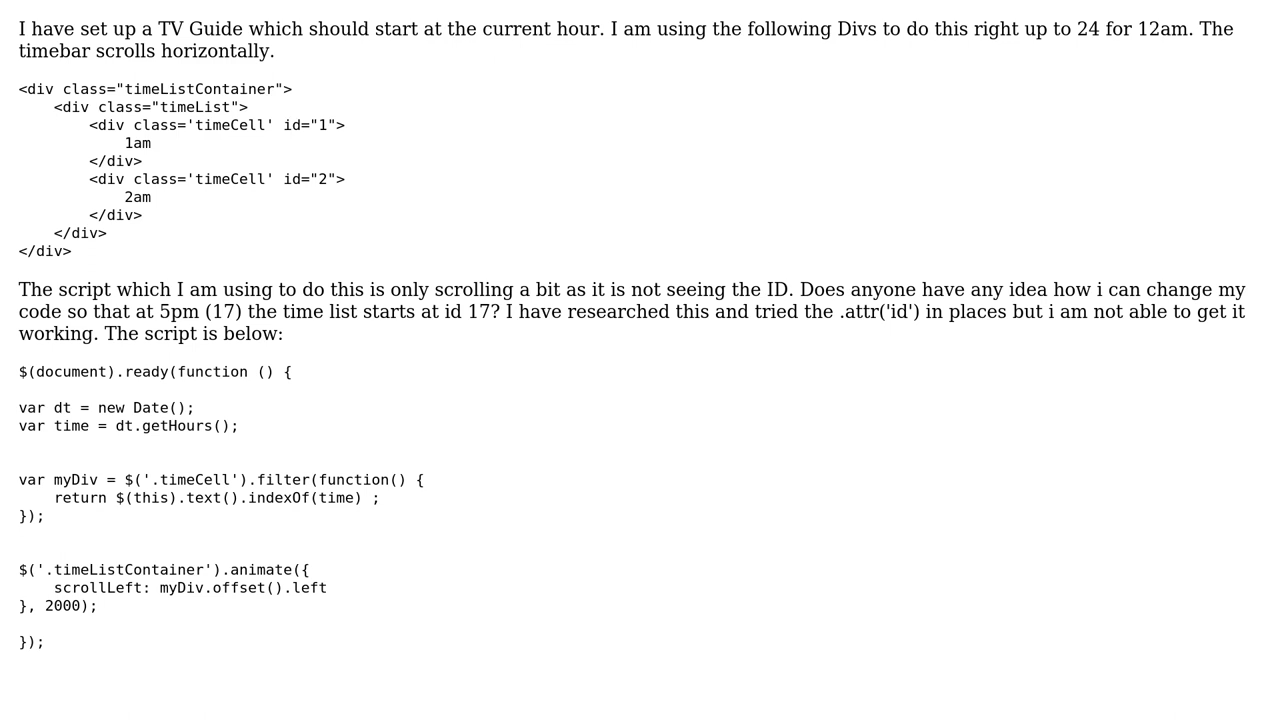 I have set up a TV Guide which should start at the current hour. I am using the following Divs to do this right up to 24 for 12am. The
timebar scrolls horizontally.
<div class="timeListContainer">
    <div class="timeList">
        <div class='timeCell' id="1">
            1am
        </div>
        <div class='timeCell' id="2">
            2am
        </div>
    </div>
</div>
The script which I am using to do this is only scrolling a bit as it is not seeing the ID. Does anyone have any idea how i can change my
code so that at 5pm (17) the time list starts at id 17? I have researched this and tried the .attr('id') in places but i am not able to get it
working. The script is below:
$(document).ready(function () {
var dt = new Date();
var time = dt.getHours();
var myDiv = $('.timeCell').filter(function() {
    return $(this).text().indexOf(time) ;
});
$('.timeListContainer').animate({
    scrollLeft: myDiv.offset().left
}, 2000);
});